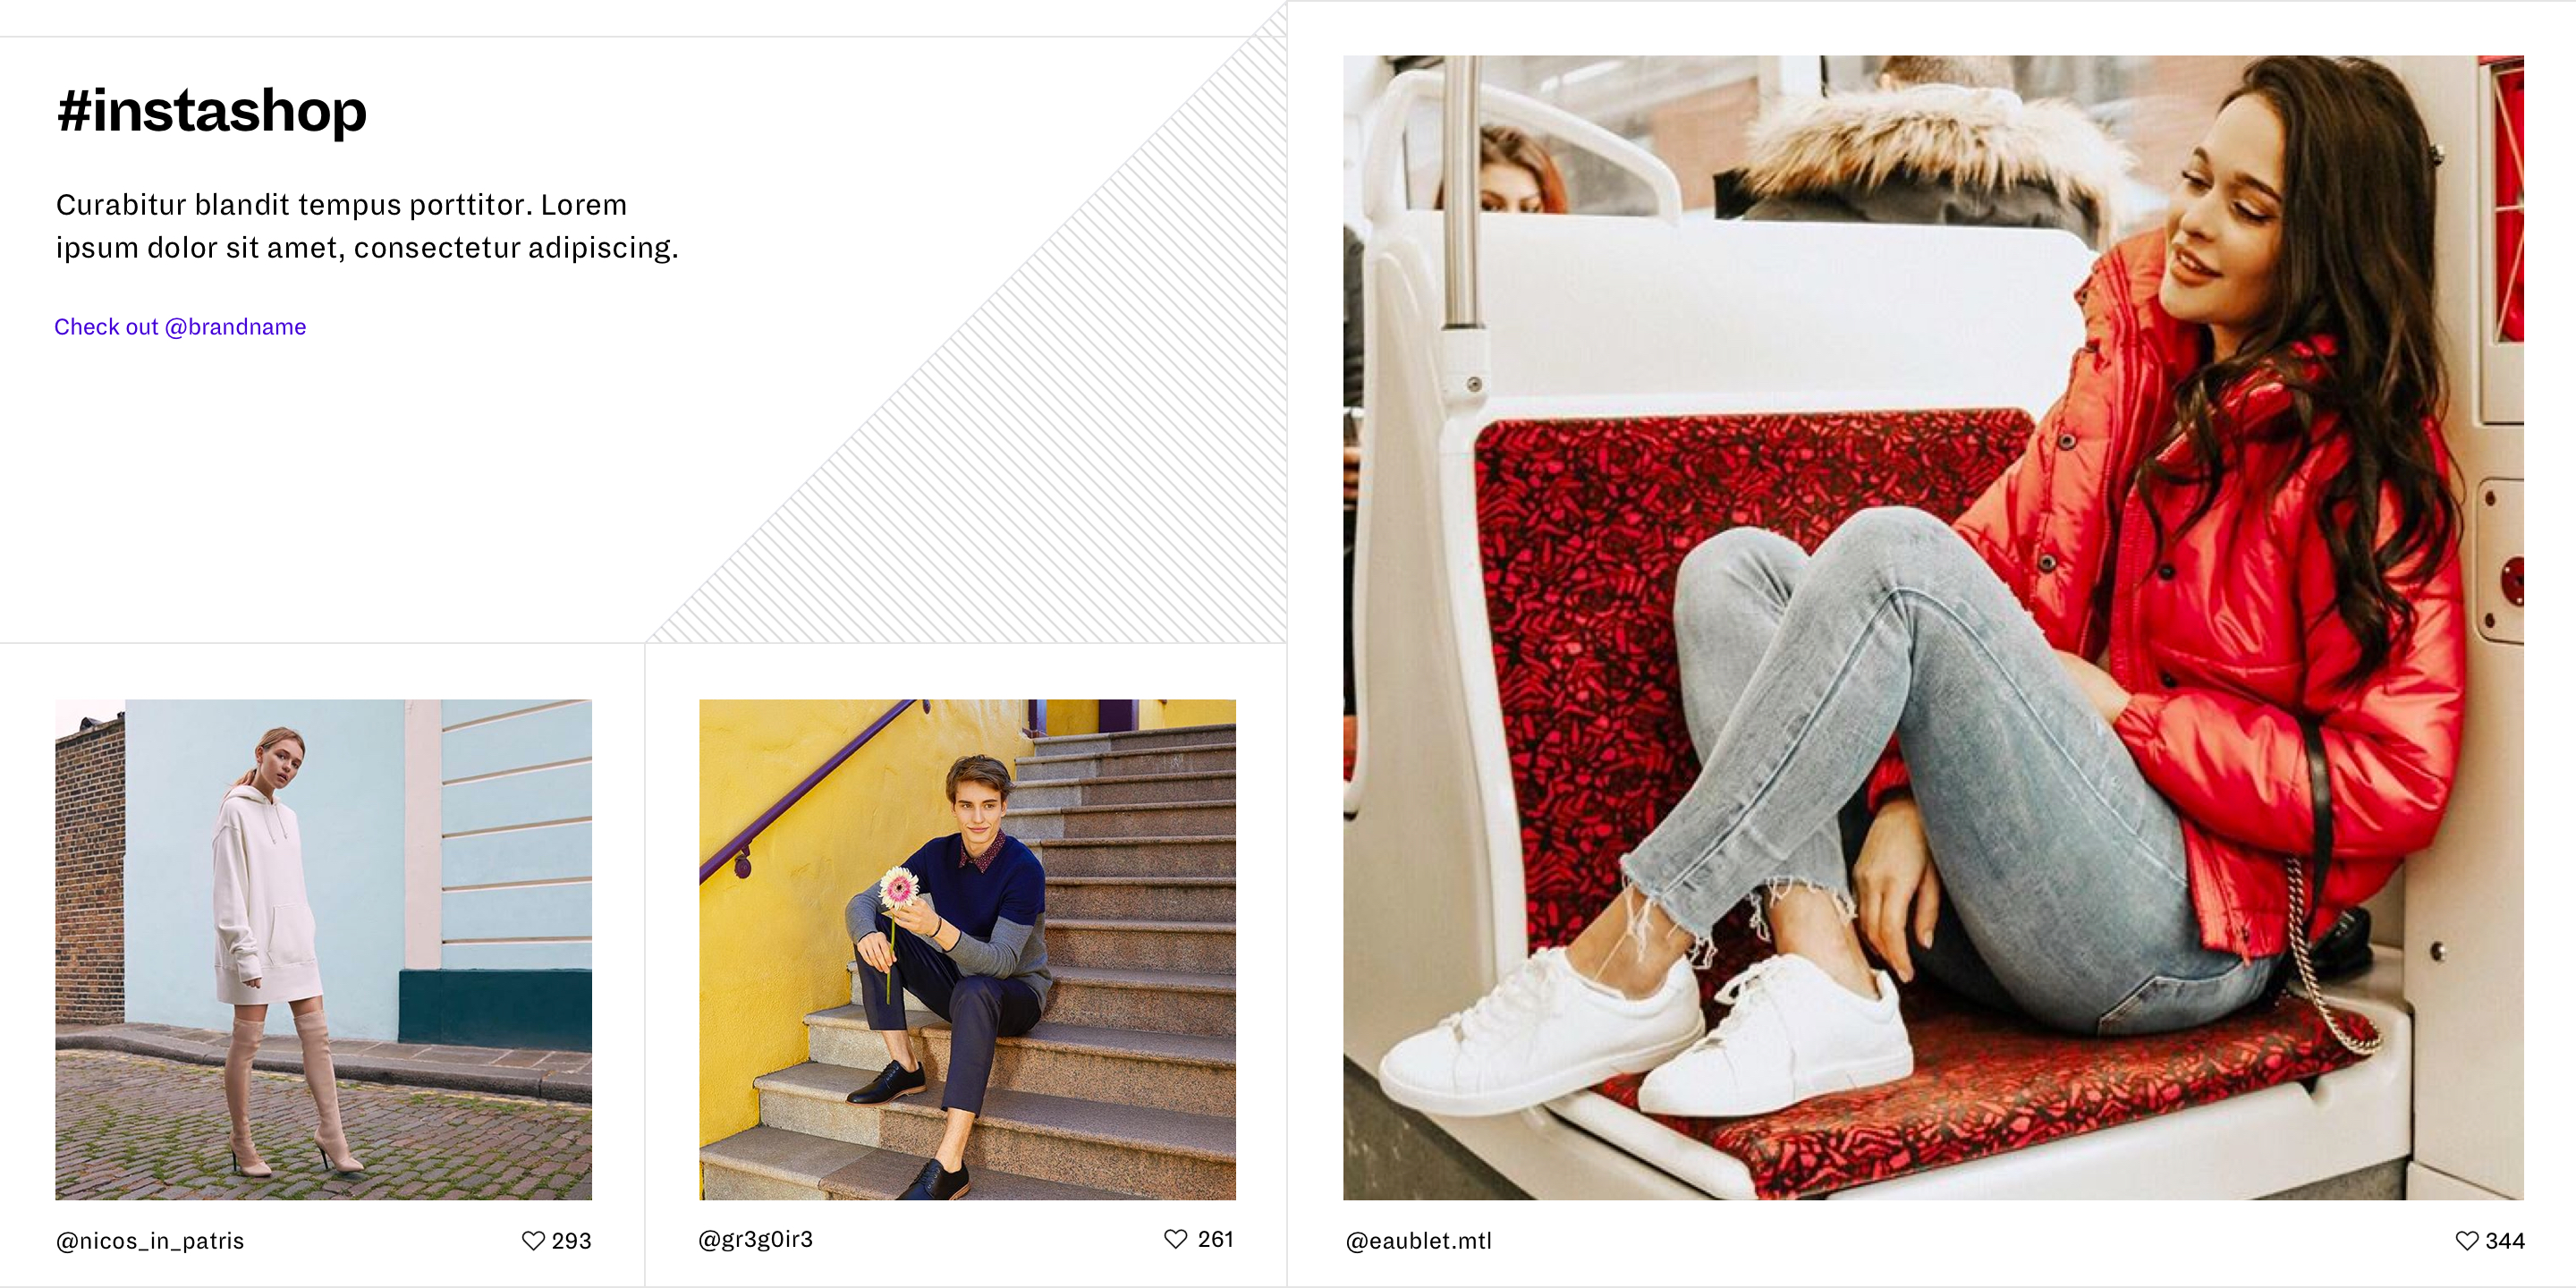 #instashop
Curabitur blandit tempus porttitor. Lorem
ipsum dolor sit amet, consectetur adipiscing.
Check out @brandname
@nicos_in_patris
293
@gr3g0ir3
261
@eaublet.mtl
344